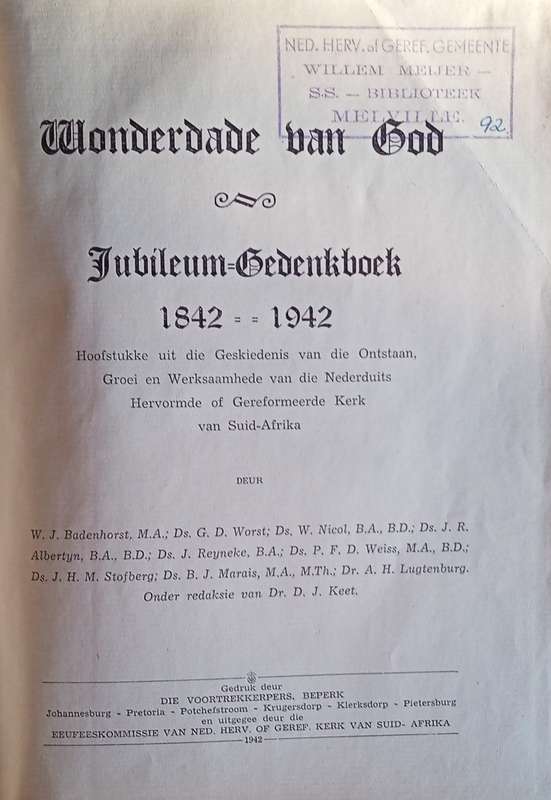 NED. HERV. of GEREF. GEMEENTE
WILLEM MEIJER —
S.S. — BIBLIOTEEK
MELVILLE. 92
Wonderdade van God
Jubileum=Gedenkboek
1842 = = 1942
Hoofstukke uit die Geskiedenis van die Ontstaan,
Groei en Werksaamhede van die Nederduits
Hervormde of Gereformeerde Kerk
van Suid-Afrika
DEUR
W. J. Badenhorst, M.A.; Ds. G. D. Worst; Ds. W. Nicol, B.A., B.D.; Ds. J. R.
Albertyn, B.A., B.D.; Ds. J. Reyneke, B.A.; Ds. P. F. D. Weiss, M.A., B.D.;
Ds. J. H. M. Stofberg; Ds. B. J. Marais, M.A., M.Th.; Dr. A. H. Lugtenburg.
Onder redaksie van Dr. D. J. Keet.
Gedruk deur
DIE VOORTREKKERPERS, BEPERK
Johannesburg - Pretoria - Potchefstroom - Krugersdorp - Klerksdorp - Pietersburg
en uitgegee deur die
EEUFEESKOMMISSIE VAN NED. HERV. OF GEREF. KERK VAN SUID- AFRIKA
1942